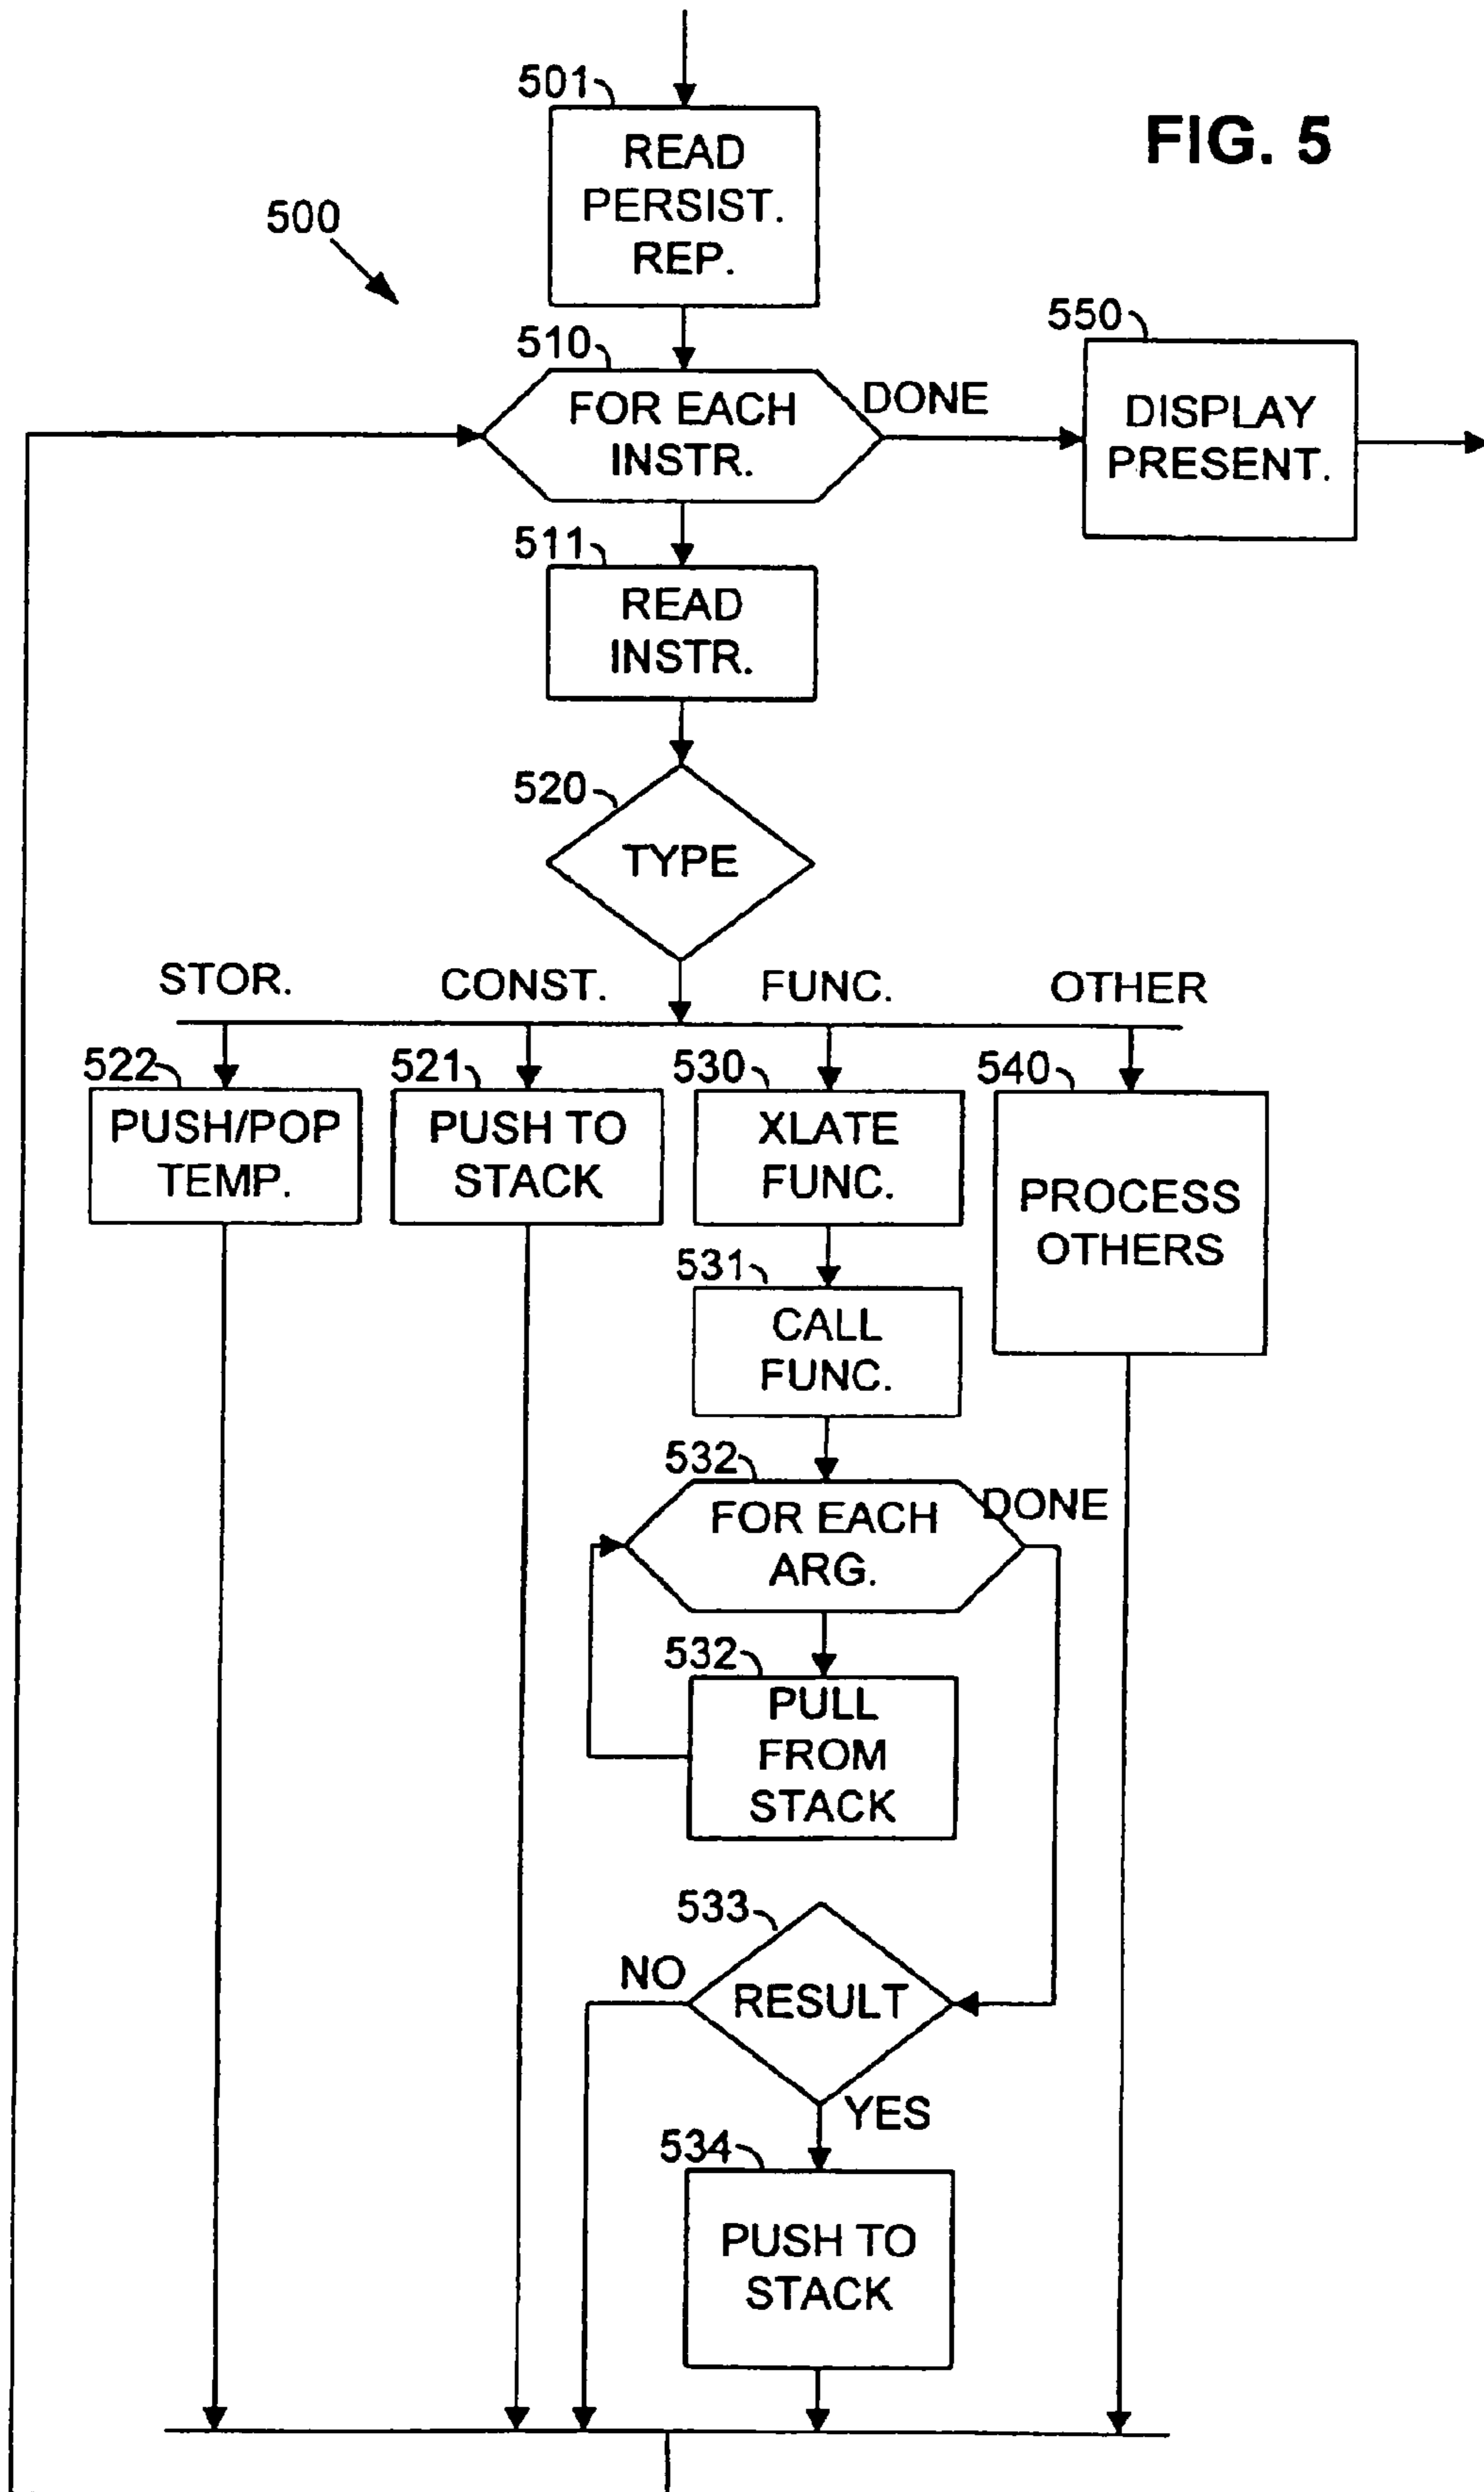 501
READ
PERSIST.
REP.
FIG. 5
500
510
FOR EACH
INSTR.
DONE
550
DISPLAY
PRESENT.
511
READ
INSTR.
520
TYPE
STOR.
CONST.
FUNC.
OTHER
522
PUSH/POP
TEMP.
521
PUSH TO
STACK
530
XLATE
FUNC.
540
PROCESS
OTHERS
531
CALL
FUNC.
532
FOR EACH
ARG.
DONE
532
PULL
FROM
STACK
533
RESULT
NO
YES
534
PUSH TO
STACK